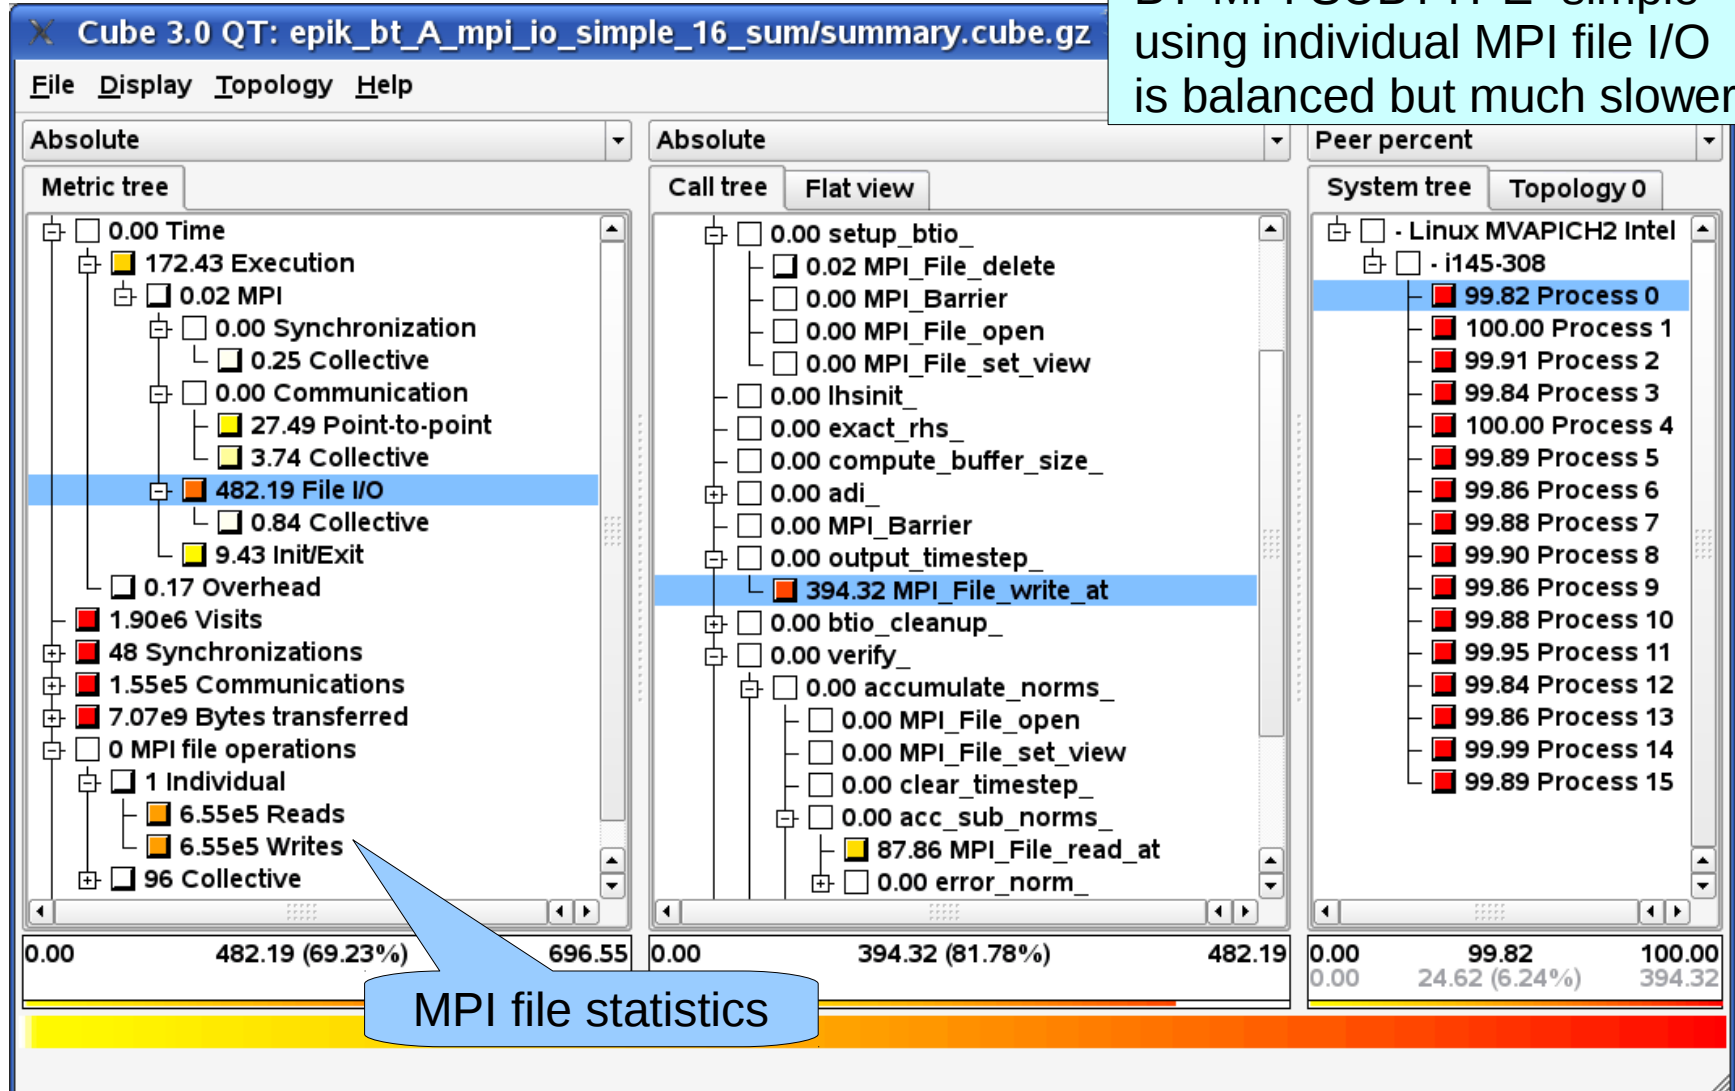 Cube 3.0 QT: epik_bt_A_mpi_io_simple_16_sum/summary.cube.gz
using individual MPI file I/O
is balanced but much slower
File Display Topology Help
Absolute
Metric tree
0.00 Time
172.43 Execution
0.02 MPI
0.00 Synchronization
0.25 Collective
0.00 Communication
27.49 Point-to-point
3.74 Collective
482.19 File I/O
0.84 Collective
9.43 Init/Exit
0.17 Overhead
1.90e6 Visits
48 Synchronizations
1.55e5 Communications
7.07e9 Bytes transferred
0 MPI file operations
1 Individual
6.55e5 Reads
6.55e5 Writes
96 Collective
0.00 482.19 (69.23%) 696.55
Absolute
Call tree Flat view
0.00 setup_btio_
0.02 MPI_File_delete
0.00 MPI_Barrier
0.00 MPI_File_open
0.00 MPI_File_set_view
0.00 lhsinit_
0.00 exact_rhs_
0.00 compute_buffer_size_
0.00 adi_
0.00 MPI_Barrier
0.00 output_timestep_
394.32 MPI_File_write_at
0.00 btio_cleanup_
0.00 verify_
0.00 accumulate_norms_
0.00 MPI_File_open
0.00 MPI_File_set_view
0.00 clear_timestep_
0.00 acc_sub_norms_
87.86 MPI_File_read_at
0.00 error_norm_
0.00 394.32 (81.78%) 482.19
Peer percent
System tree Topology 0
- Linux MVAPICH2 Intel
- i145-308
99.82 Process 0
100.00 Process 1
99.91 Process 2
99.84 Process 3
100.00 Process 4
99.89 Process 5
99.86 Process 6
99.88 Process 7
99.90 Process 8
99.86 Process 9
99.88 Process 10
99.95 Process 11
99.84 Process 12
99.86 Process 13
99.99 Process 14
99.89 Process 15
0.00 99.82 100.00
0.00 24.62 (6.24%) 394.32
MPI file statistics